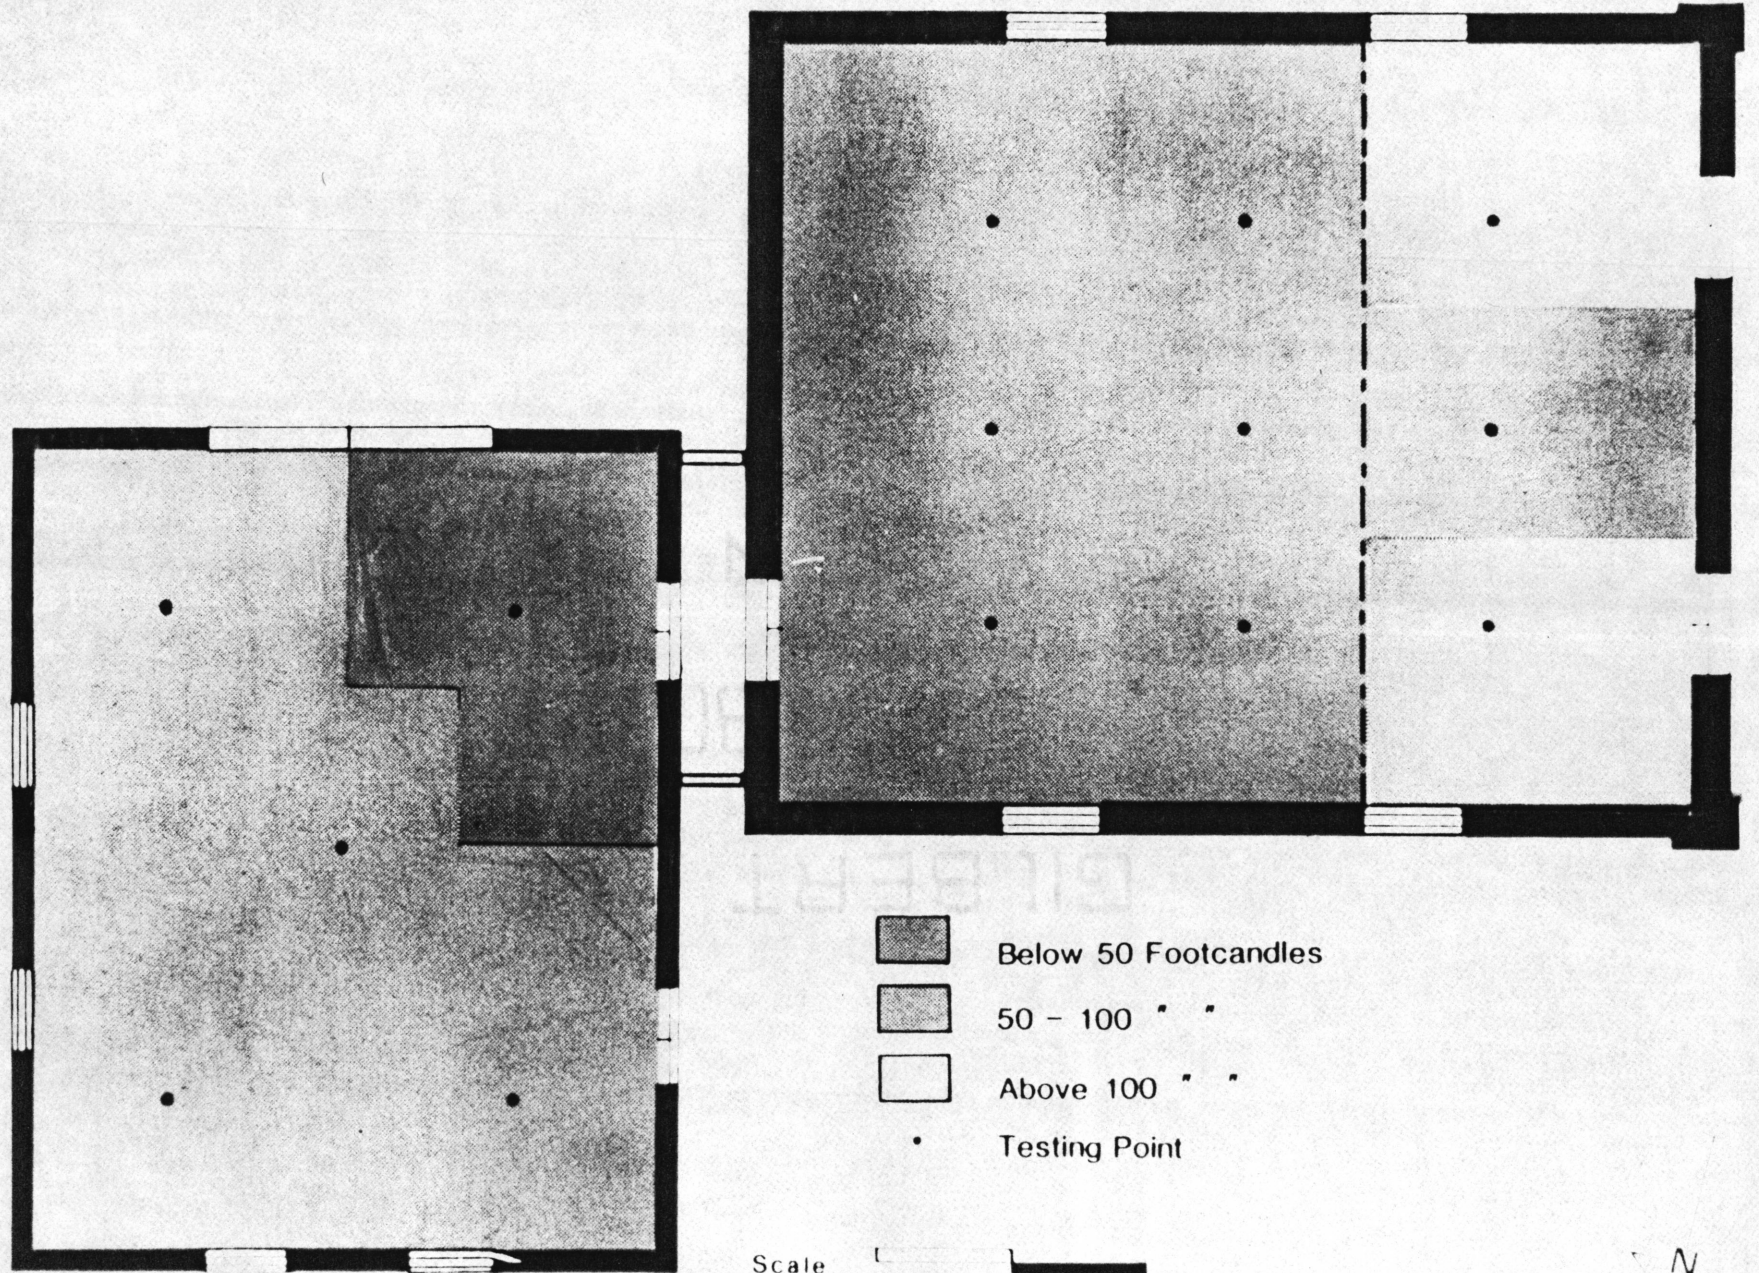 Below 50 Footcandles
50 - 100 " "
Above 100 " "
Testing Point
Scale
N